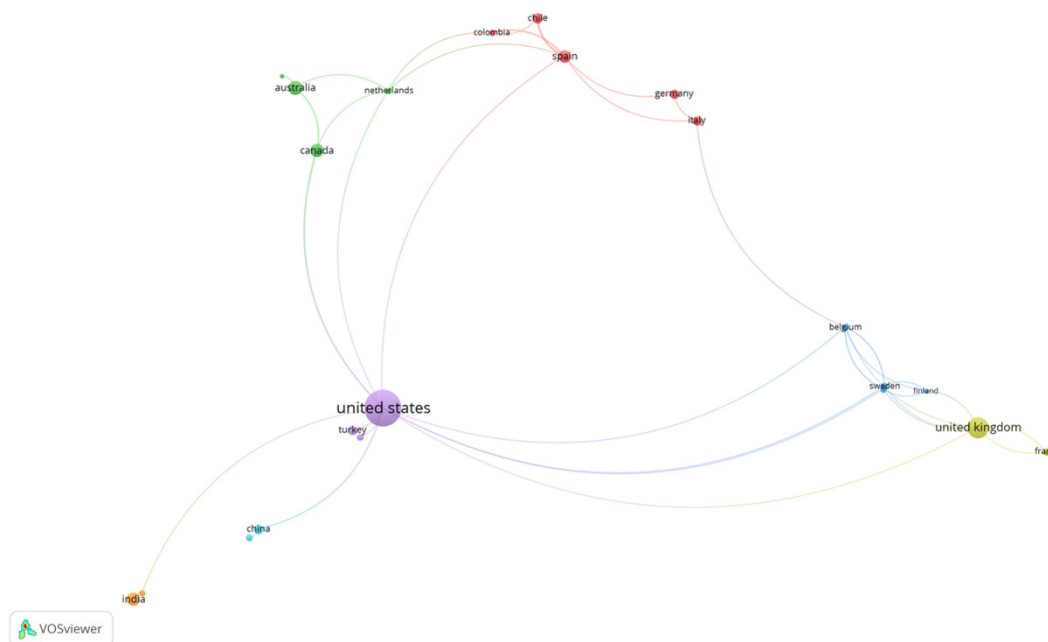 chile
colombia
spain
australia
netherlands
germany
italy
canada
belgium
sweden
finland
united states
turkey
united kingdom
fran
china
india
VOSviewer